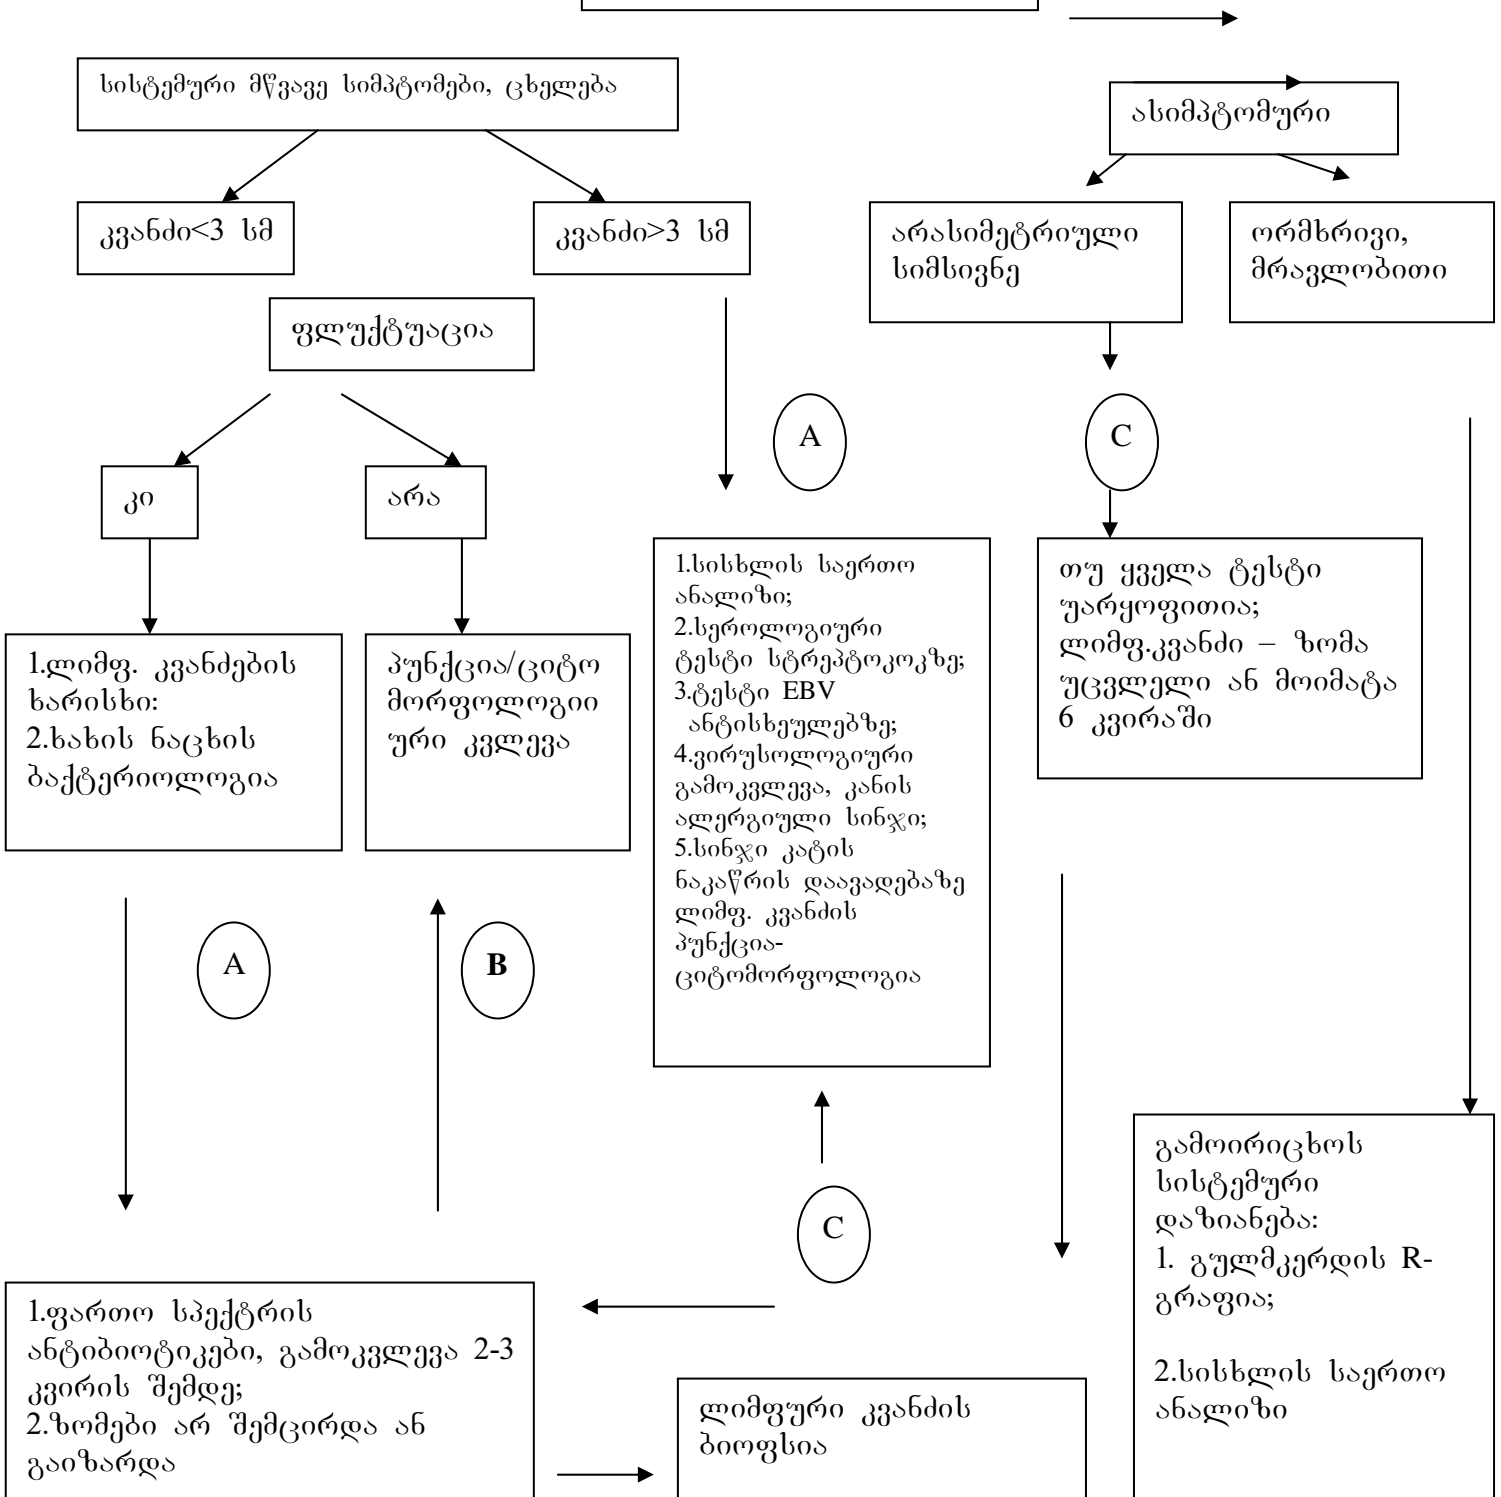 სისტემური მწვავე სიმპტომები, ცხელება
ასიმპტომური
კვანძი<3 სმ
კვანძი>3 სმ
არასიმეტრიული
სიმსივნე
ორმხრივი,
მრავლობითი
ფლუქტუაცია
A
C
კი
არა
1.ლიმფ. კვანძების
ხარისხი:
2.ხახის ნაცხის
ბაქტერიოლოგია
პუნქცია/ციტო
მორფოლოგიი
ური კვლევა
1.სისხლის საერთო
ანალიზი;
2.სეროლოგიური
ტესტი სტრეპტოკოკზე;
3.ტესტი EBV
ანტისხეულებზე;
4.ვირუსოლოგიური
გამოკვლევა, კანის
ალერგიული სინჯი;
5.სინჯი კატის
ნაკაწრის დაავადებაზე
ლიმფ. კვანძის
პუნქცია-
ციტომორფოლოგია
თუ ყველა ტესტი
უარყოფითია;
ლიმფ.კვანძი – ზომა
უცვლელი ან მოიმატა
6 კვირაში
A
B
C
გამოირიცხოს
სისტემური
დაზიანება:
1. გულმკერდის R-
გრაფია;
2.სისხლის საერთო
ანალიზი
1.ფართო სპექტრის
ანტიბიოტიკები, გამოკვლევა 2-3
კვირის შემდე;
2.ზომები არ შემცირდა ან
გაიზარდა
ლიმფური კვანძის
ბიოფსია